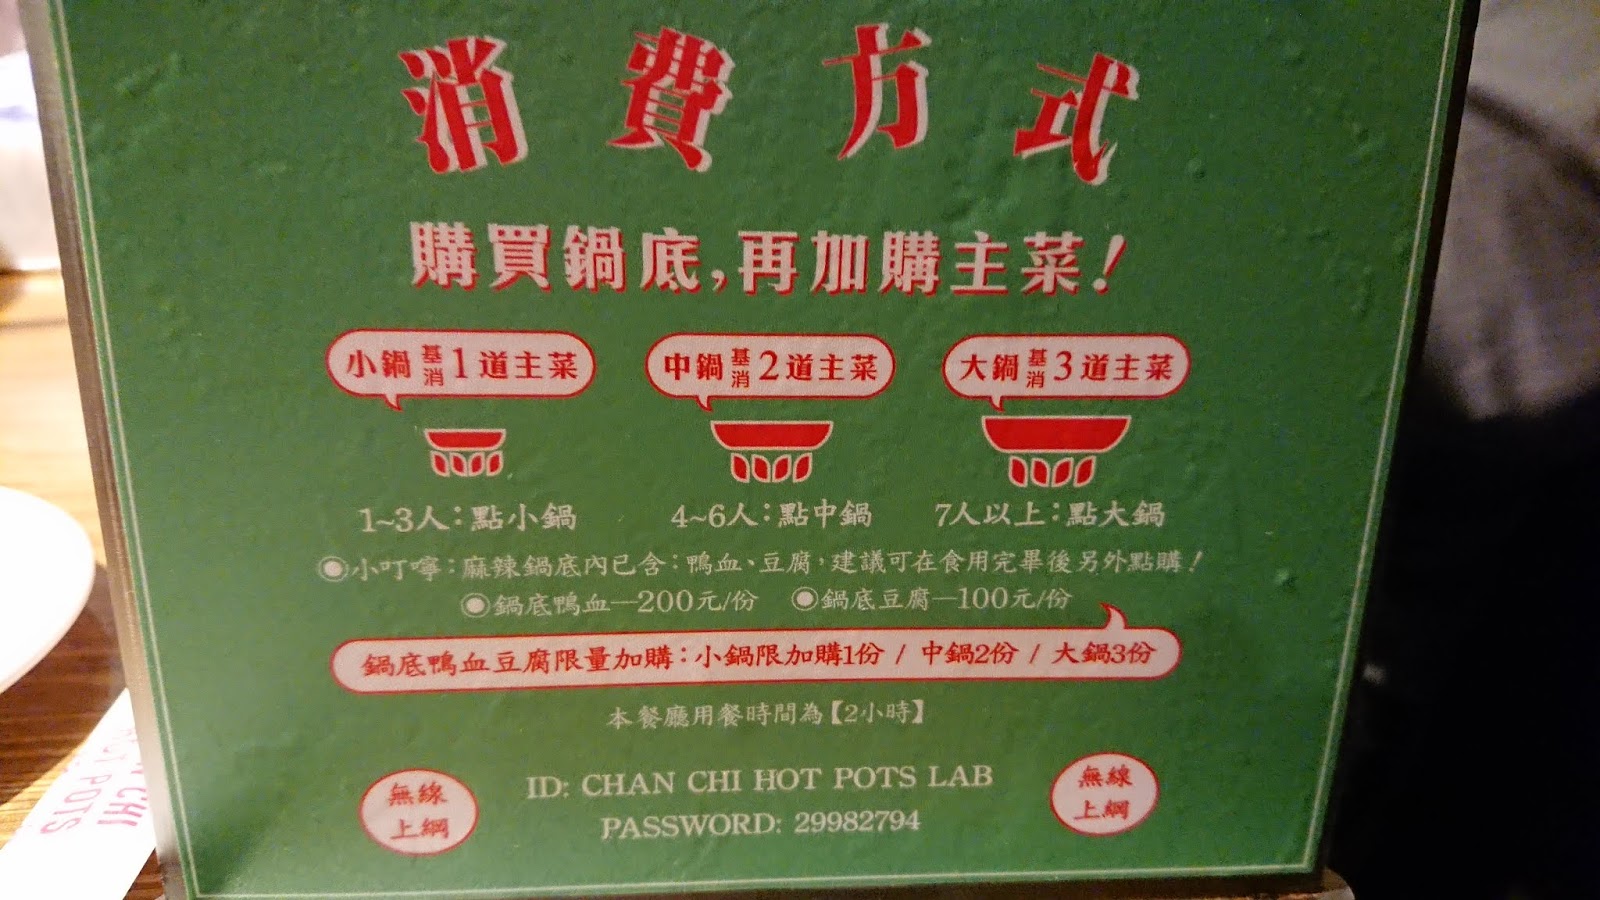 消費方式
購買鍋底，再加購主菜！
小鍋基消1道主菜
中鍋基消2道主菜
大鍋基消3道主菜
1~3人：點小鍋
4~6人：點中鍋
7人以上：點大鍋
◉小叮嚀：麻辣鍋底內已含：鴨血、豆腐，建議可在食用完畢後另外點購！
◉鍋底鴨血—200元/份 ◉鍋底豆腐—100元/份
鍋底鴨血豆腐限量加購：小鍋限加購1份 / 中鍋2份 / 大鍋3份
本餐廳用餐時間為【2小時】
無線上網
ID: CHAN CHI HOT POTS LAB
PASSWORD: 29982794
無線上網
CHI
HOT POTS